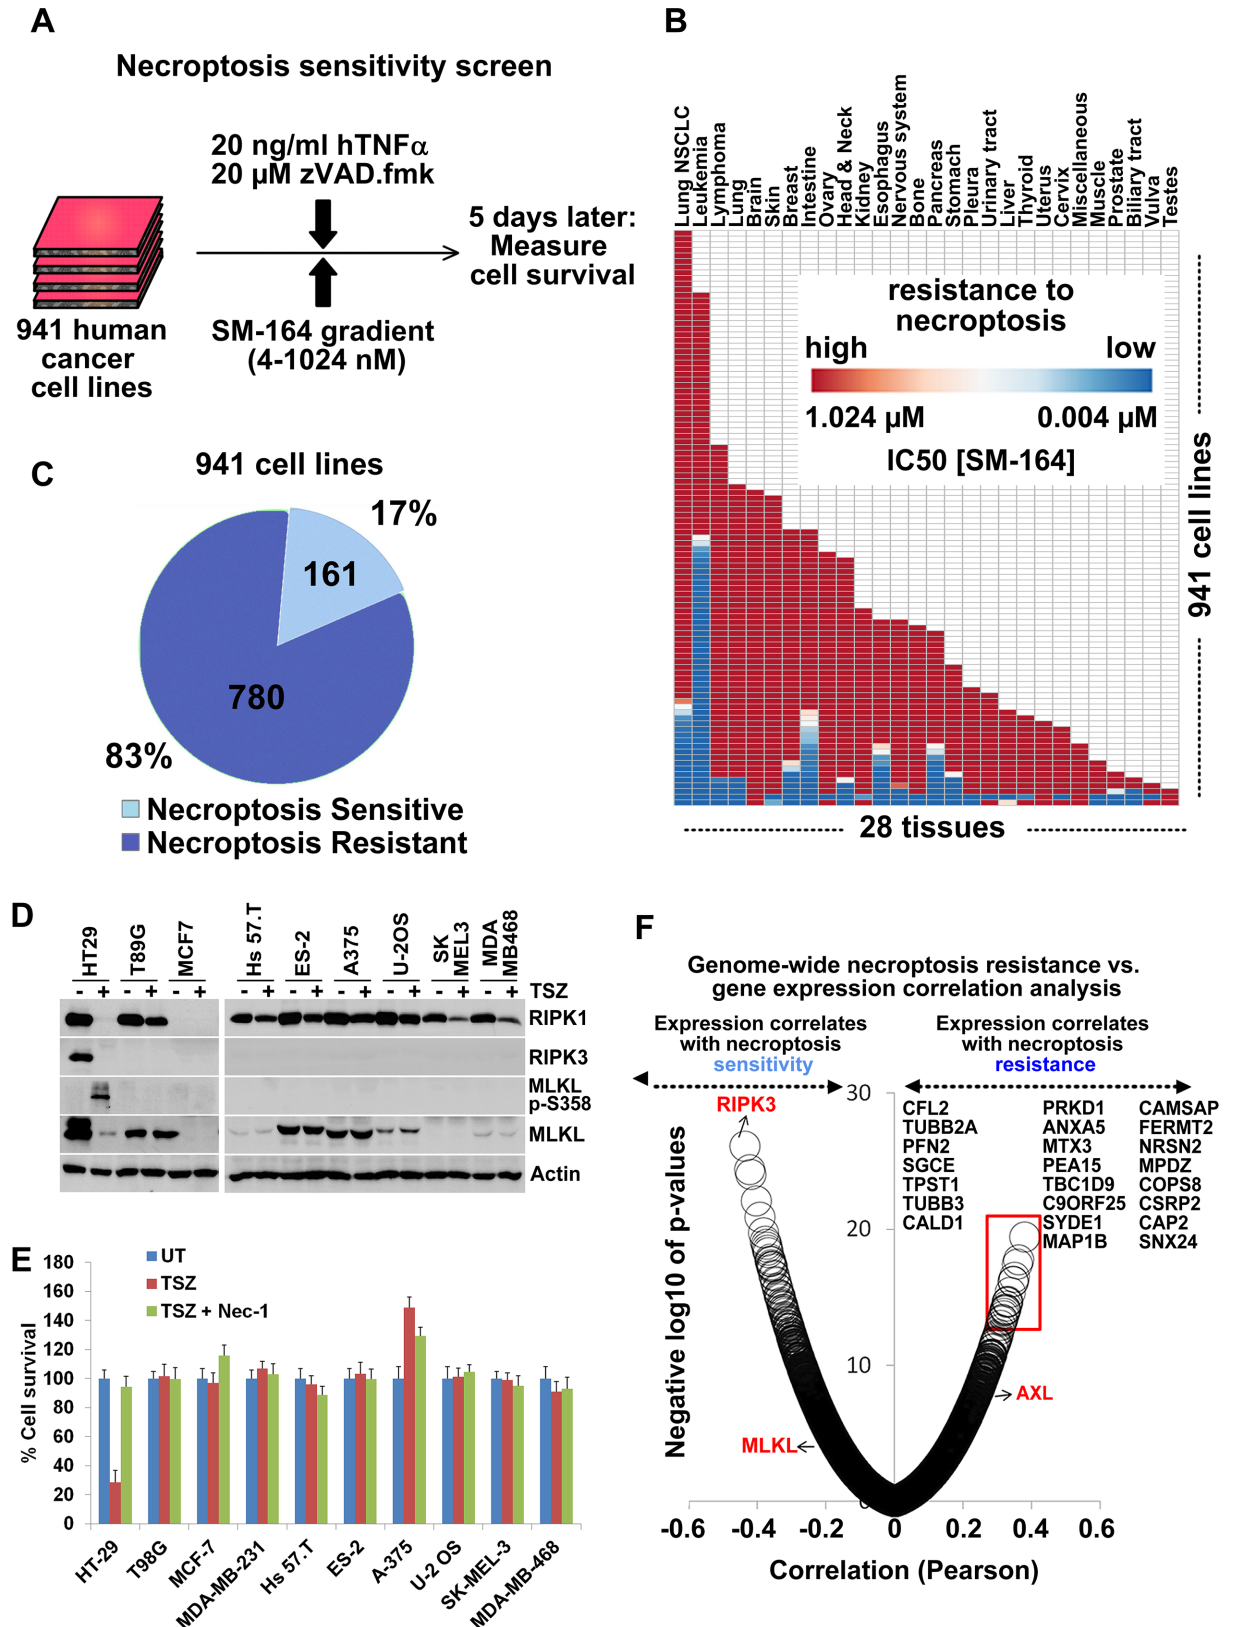 A
Necroptosis sensitivity screen
20 ng/ml hTNFα
20 µM zVAD.fmk
5 days later:
Measure
cell survival
941 human
cancer
cell lines
SM-164 gradient
(4-1024 nM)
B
Lung NSCLC
Leukemia
Lymphoma
Lung
Brain
Skin
Breast
Intestine
Ovary
Head & Neck
Kidney
Esophagus
Nervous system
Bone
Pancreas
Stomach
Pleura
Urinary tract
Liver
Thyroid
Uterus
Cervix
Miscellaneous
Muscle
Prostate
Biliary tract
Vulva
Testes
resistance to
necroptosis
high low
1.024 µM 0.004 µM
IC50 [SM-164]
941 cell lines
28 tissues
C
941 cell lines
17%
161
780
83%
Necroptosis Sensitive
Necroptosis Resistant
D
HT29
T89G
MCF7
Hs 57.T
ES-2
A375
U-2OS
SK
MEL3
MDA
MB468
- + - + - + - + - + - + - + - + - + TSZ
RIPK1
RIPK3
MLKL
p-S358
MLKL
Actin
E
UT
TSZ
TSZ + Nec-1
% Cell survival
180
160
140
120
100
80
60
40
20
0
HT-29
T98G
MCF-7
MDA-MB-231
Hs 57.T
ES-2
A-375
U-2 OS
SK-MEL-3
MDA-MB-468
F
Genome-wide necroptosis resistance vs.
gene expression correlation analysis
Expression correlates
with necroptosis
sensitivity
Expression correlates
with necroptosis
resistance
RIPK3
CFL2
TUBB2A
PFN2
SGCE
TPST1
TUBB3
CALD1
PRKD1
ANXA5
MTX3
PEA15
TBC1D9
C9ORF25
SYDE1
MAP1B
CAMSAP
FERMT2
NRSN2
MPDZ
COPS8
CSRP2
CAP2
SNX24
AXL
MLKL
Negative log10 of p-values
30
20
10
0
-0.6 -0.4 -0.2 0 0.2 0.4 0.6
Correlation (Pearson)